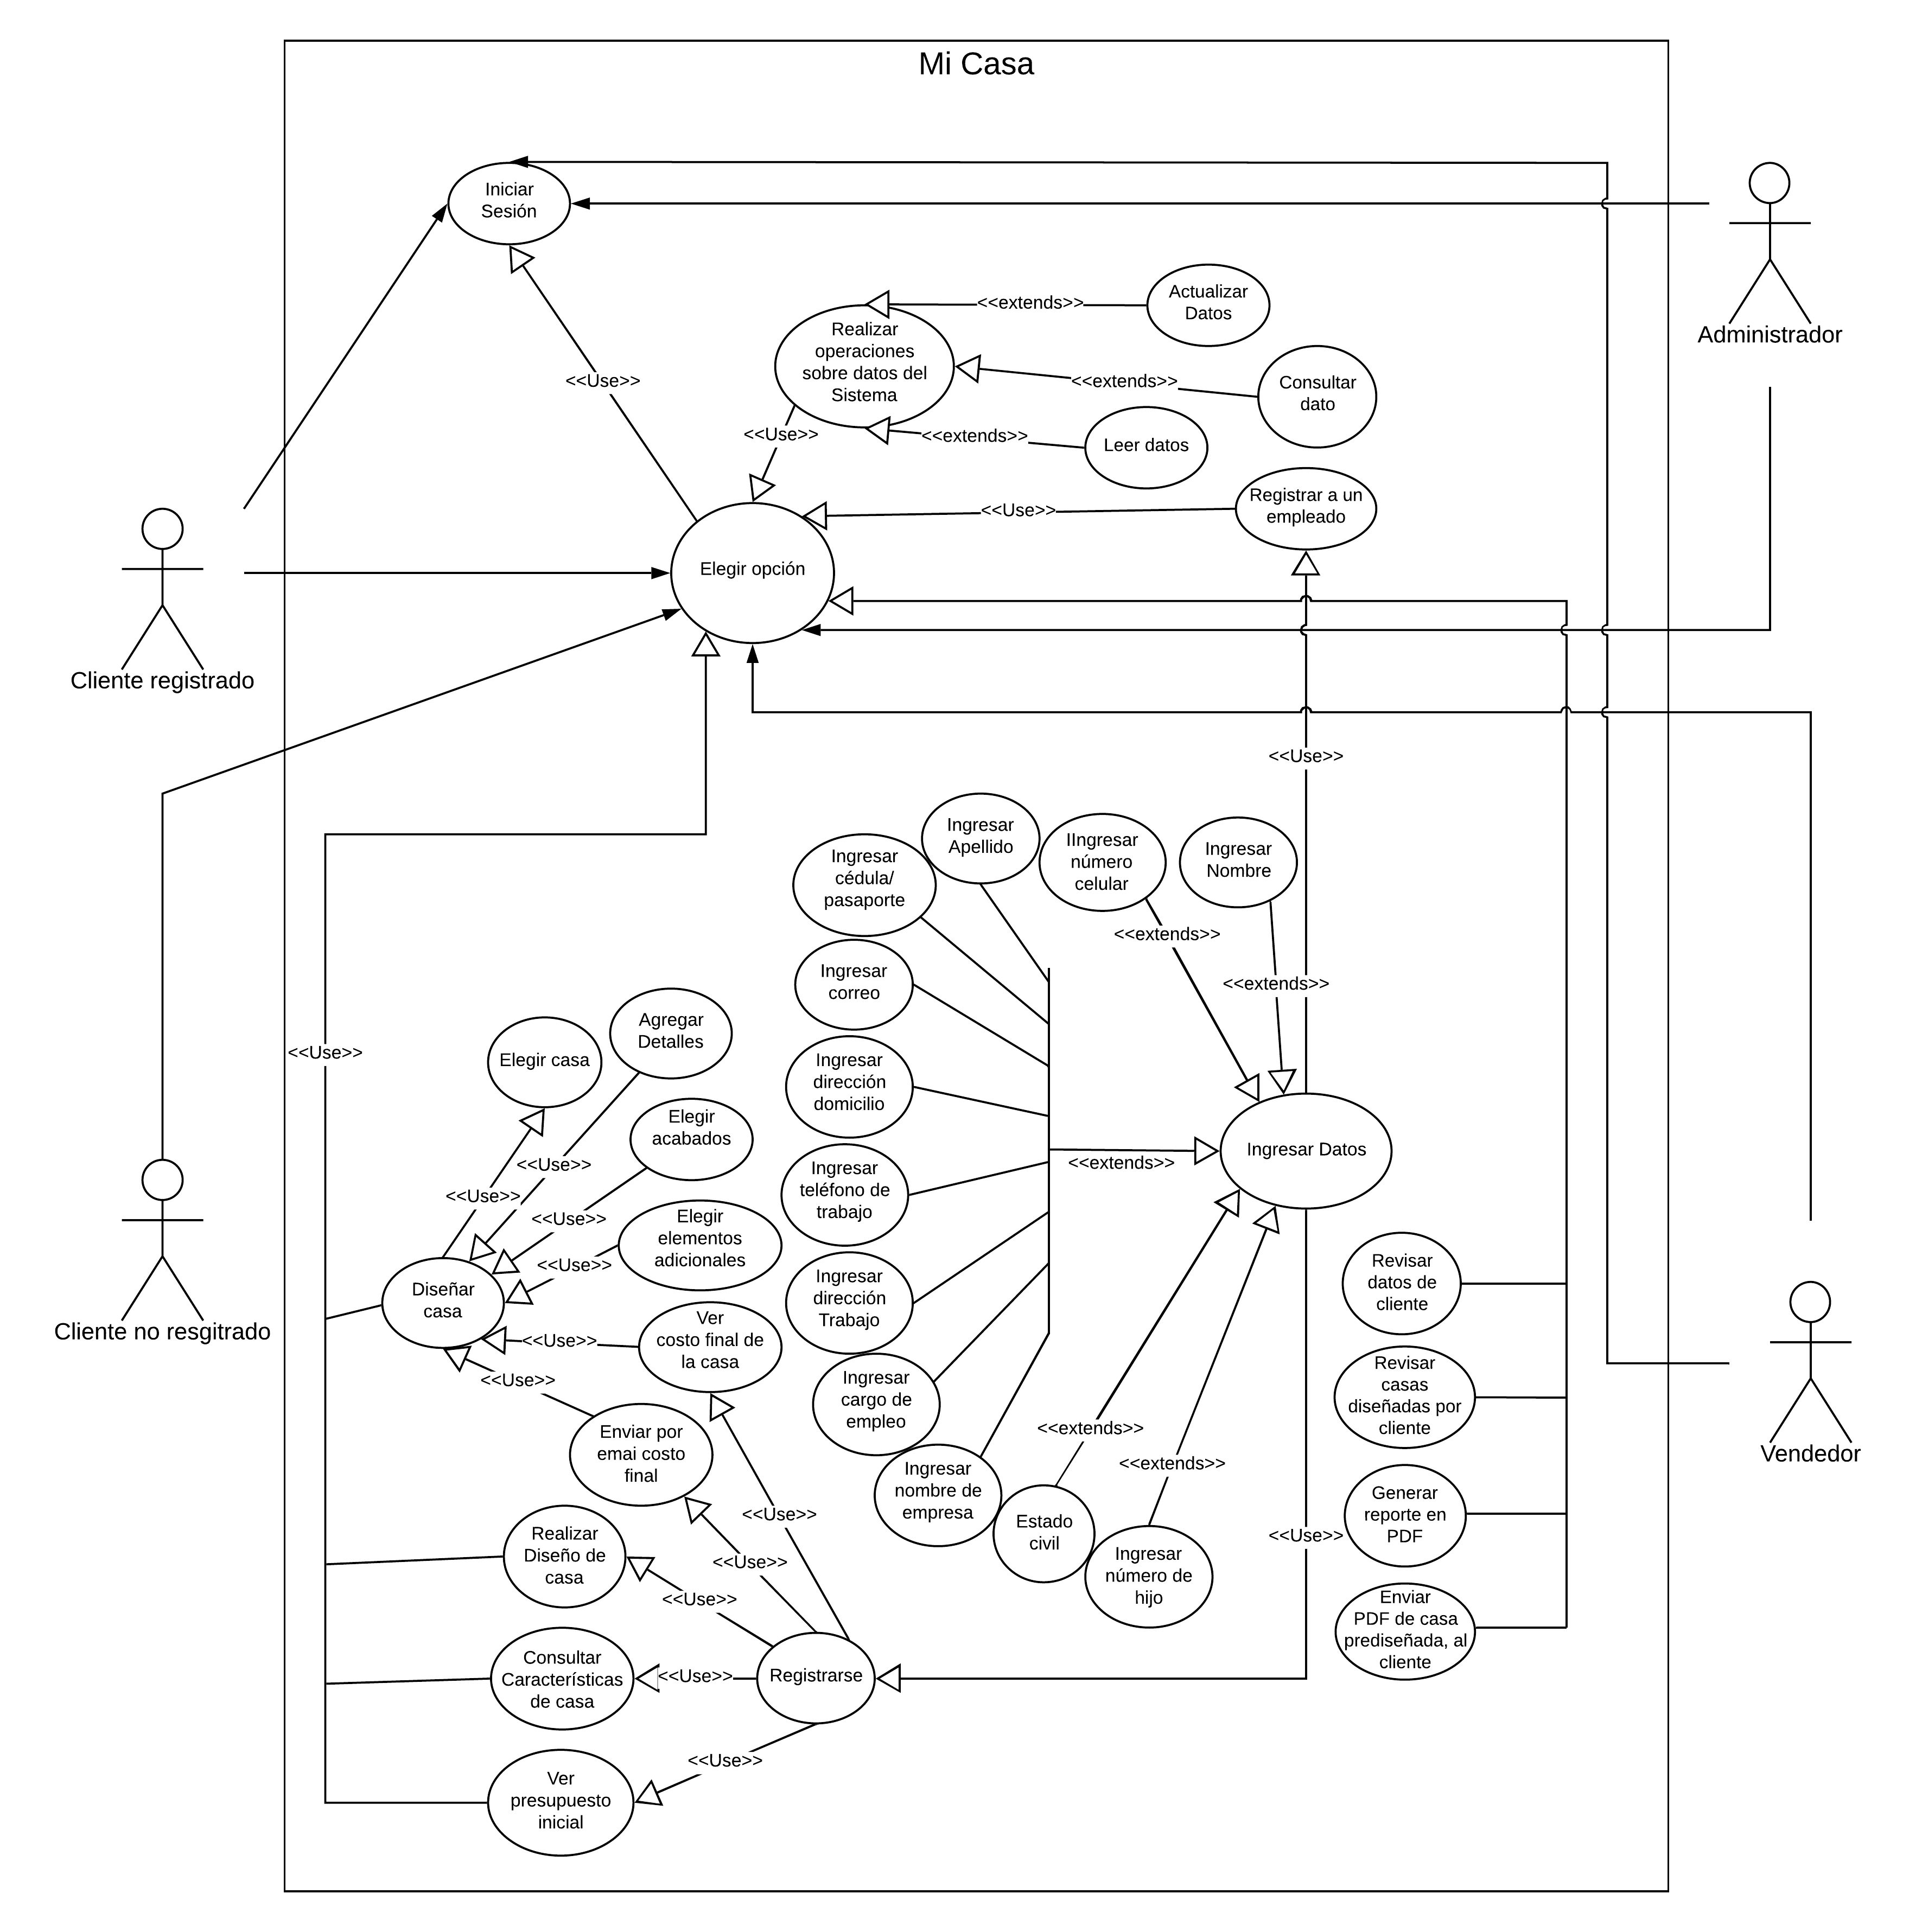 Mi Casa
Iniciar
Sesión
Administrador
Actualizar
Datos
<<extends>>
Realizar
operaciones
sobre datos del
Sistema
<<Use>>
<<extends>>
Consultar
dato
<<Use>>
<<extends>>
Leer datos
Registrar a un
empleado
<<Use>>
Elegir opción
Cliente registrado
<<Use>>
Ingresar
Apellido
IIngresar
número
celular
Ingresar
Nombre
Ingresar
cédula/
pasaporte
<<extends>>
Ingresar
correo
<<extends>>
Agregar
Detalles
<<Use>>
Elegir casa
Ingresar
dirección
domicilio
Elegir
acabados
Ingresar Datos
<<extends>>
<<Use>>
<<Use>>
Ingresar
teléfono de
trabajo
<<Use>>
Elegir
elementos
adicionales
<<Use>>
Revisar
datos de
cliente
Diseñar
casa
Ingresar
dirección
Trabajo
Cliente no resgitrado
Ver
costo final de
la casa
<<Use>>
<<Use>>
Revisar
casas
diseñadas por
cliente
Ingresar
cargo de
empleo
<<extends>>
Vendedor
Enviar por
emai costo
final
<<extends>>
Ingresar
nombre de
empresa
Generar
reporte en
PDF
<<Use>>
Estado
civil
<<Use>>
Realizar
Diseño de
casa
<<Use>>
Ingresar
número de
hijo
<<Use>>
Enviar
PDF de casa
prediseñada, al
cliente
Consultar
Características
de casa
<<Use>>
Registrarse
<<Use>>
Ver
presupuesto
inicial